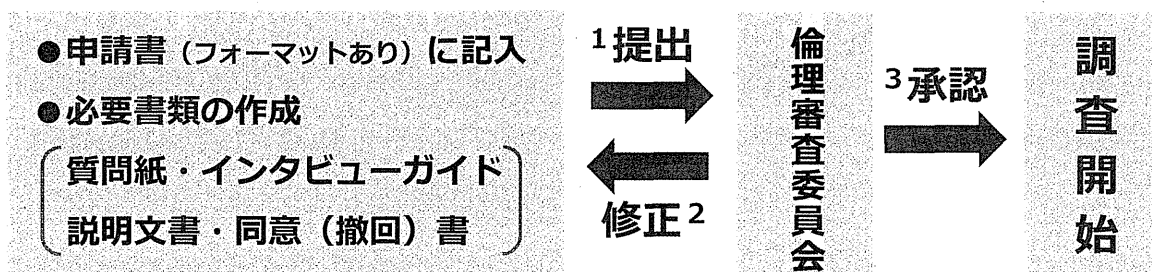 ●申請書（フォーマットあり）に記入
●必要書類の作成
質問紙・インタビューガイド
説明文書・同意（撤回）書
1提出
修正2
倫理審査委員会
3承認
調査開始